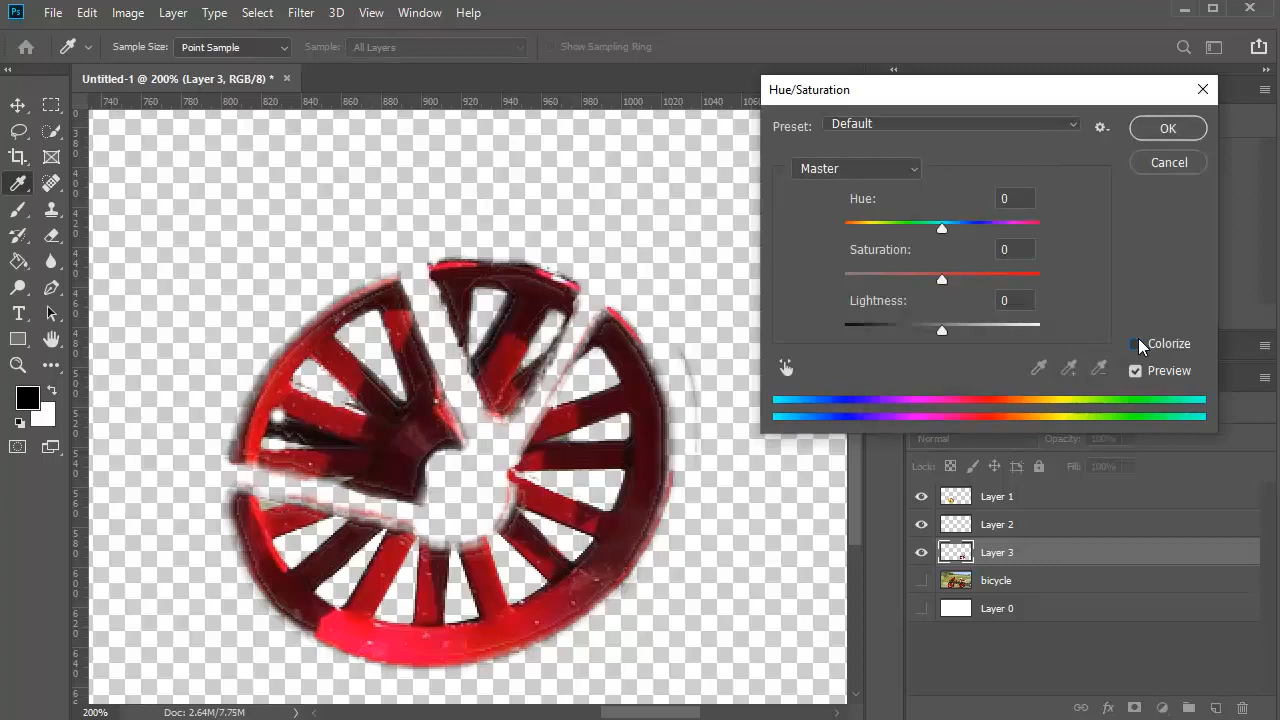 Ps File Edit Image Layer Type Select Filter 3D View Window Help
Sample Size: Point Sample Sample: All Layers Show Sampling Ring
Untitled-1 @ 200% (Layer 3, RGB/8) *
740 760 780 800 820 840 860 880 900 920 940 960 980 1000 1020 1040
Hue/Saturation
Preset: Default
OK
Cancel
Master
Hue: 0
Saturation: 0
Lightness: 0
Colorize
Preview
Normal Opacity: 100%
Lock: Fill: 100%
Layer 1
Layer 2
Layer 3
bicycle
Layer 0
200% Doc: 2.64M/7.75M